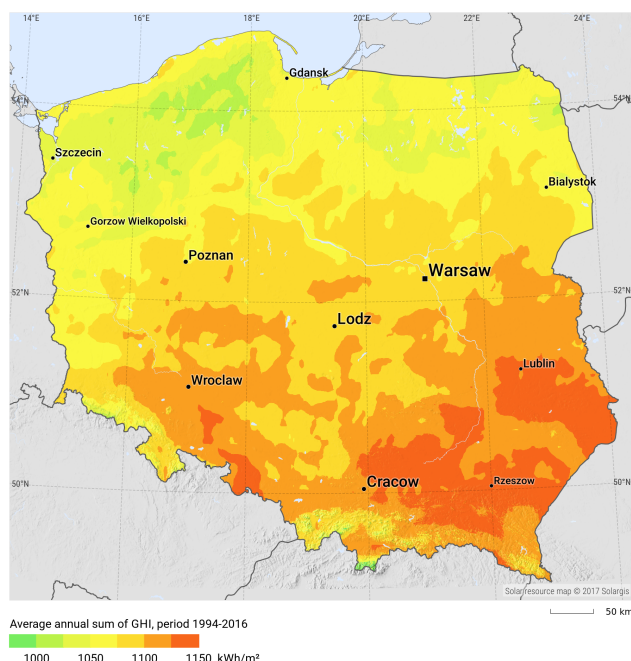 14°E 16°E 18°E 20°E 22°E 24°E
Gdansk
54°N 54°N
Szczecin
Bialystok
Gorzow Wielkopolski
Poznan
Warsaw
52°N 52°N
Lodz
Lublin
Wroclaw
50°N Cracow Rzeszow 50°N
Solar resource map © 2017 Solargis
50 km
Average annual sum of GHI, period 1994-2016
1000 1050 1100 1150 kWh/m²